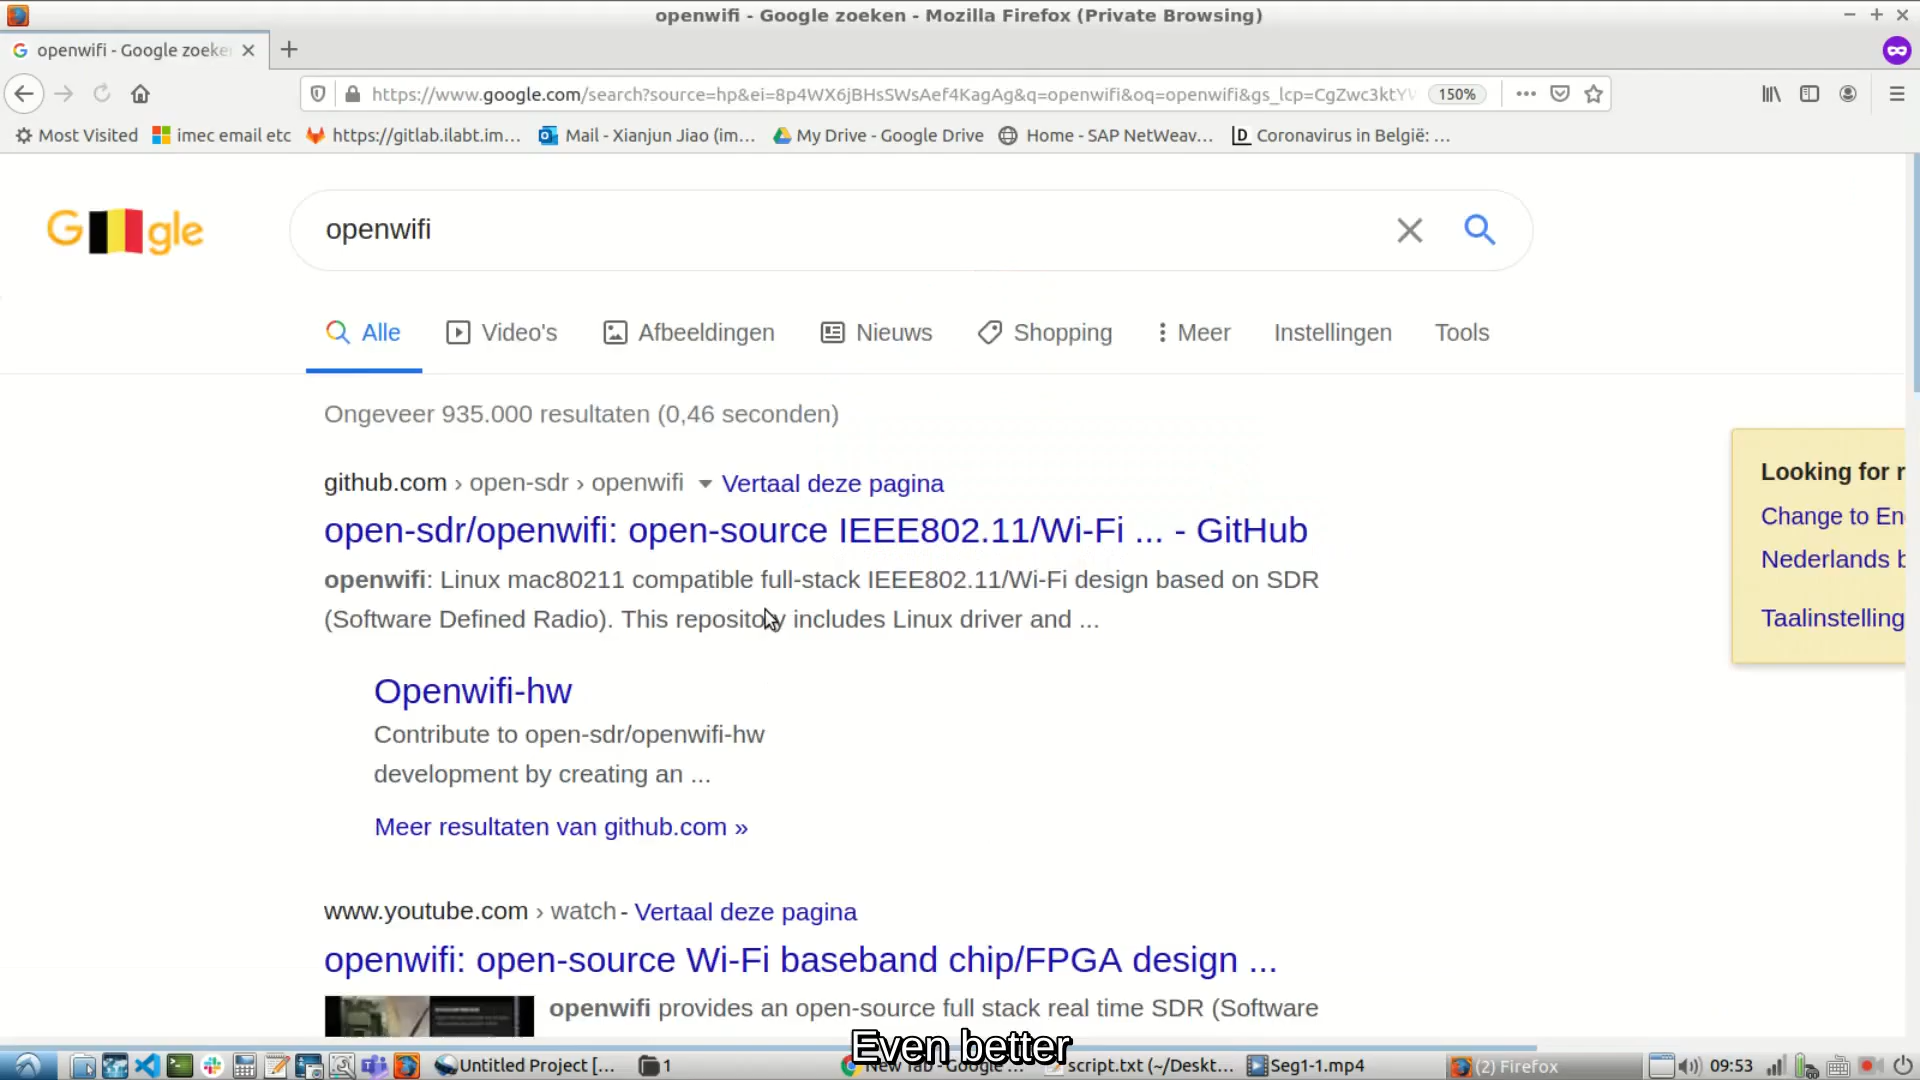 openwifi - Google zoeken - Mozilla Firefox (Private Browsing)
openwifi - Google zoeke
https://www.google.com/search?source=hp&ei=8p4WX6jBHsSWsAef4KagAg&q=openwifi&oq=openwifi&gs_lcp=CgZwc3ktYV
150%
Most Visited
imec email etc
https://gitlab.ilabt.im...
Mail - Xianjun Jiao (im...
My Drive - Google Drive
Home - SAP NetWeav...
Coronavirus in België: ...
G gle
openwifi
Alle
Video's
Afbeeldingen
Nieuws
Shopping
Meer
Instellingen
Tools
Ongeveer 935.000 resultaten (0,46 seconden)
github.com › open-sdr › openwifi Vertaal deze pagina
open-sdr/openwifi: open-source IEEE802.11/Wi-Fi ... - GitHub
openwifi: Linux mac80211 compatible full-stack IEEE802.11/Wi-Fi design based on SDR
(Software Defined Radio). This repository includes Linux driver and ...
Openwifi-hw
Contribute to open-sdr/openwifi-hw
development by creating an ...
Meer resultaten van github.com »
www.youtube.com › watch - Vertaal deze pagina
openwifi: open-source Wi-Fi baseband chip/FPGA design ...
openwifi provides an open-source full stack real time SDR (Software
Looking for r
Change to En
Nederlands b
Taalinstelling
Even better
Untitled Project [...
1
New Tab - Google ...
script.txt (~/Deskt...
Seg1-1.mp4
(2) Firefox
09:53